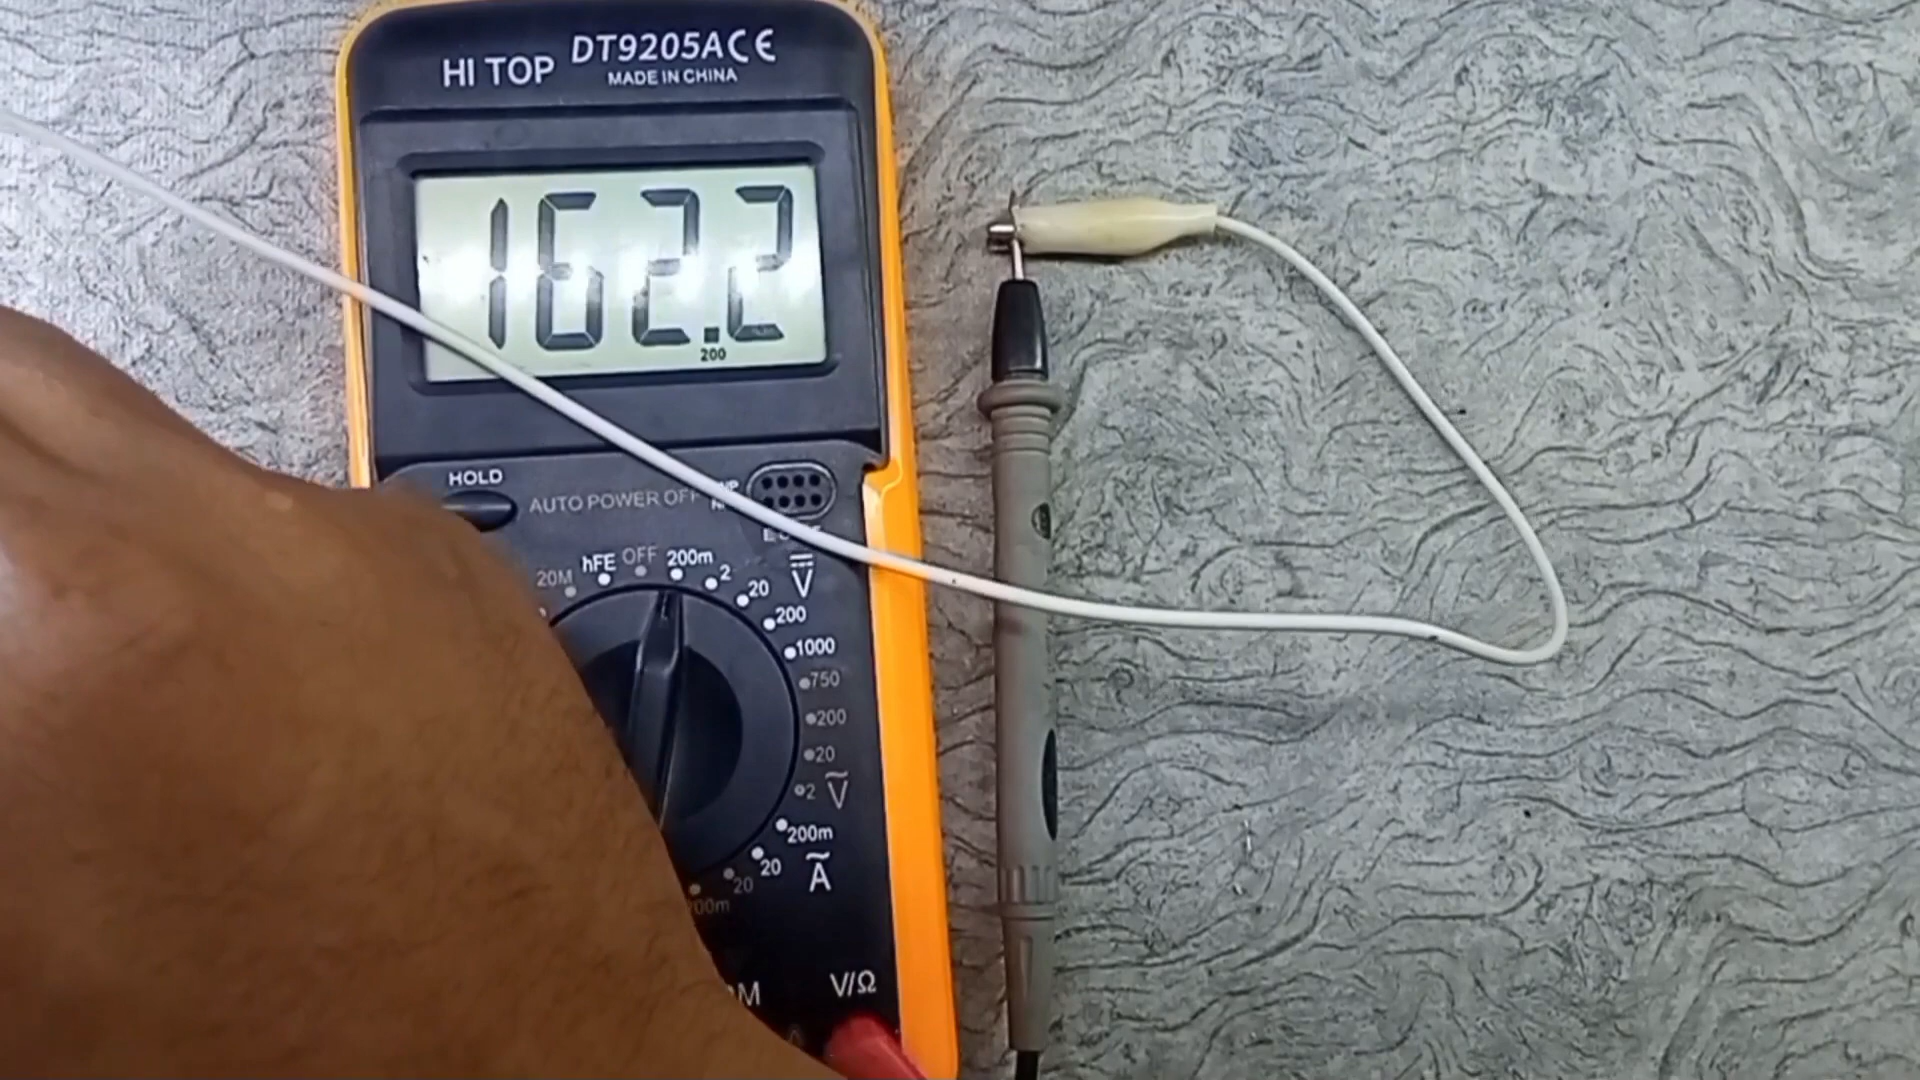 HI TOP DT9205A CE
MADE IN CHINA
162.2
200
HOLD
AUTO POWER OFF
20M hFE OFF 200m 2 20 200 1000 750 200 20 2 200m 20 20
V
V
A
V/Ω